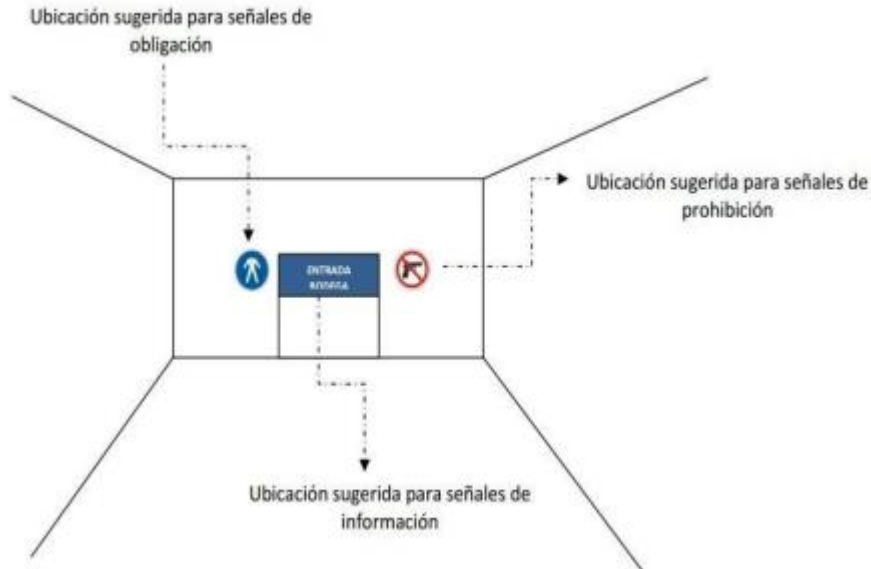 Ubicación sugerida para señales de
obligación
Ubicación sugerida para señales de
prohibición
ENTRADA
BODEGA
Ubicación sugerida para señales de
información